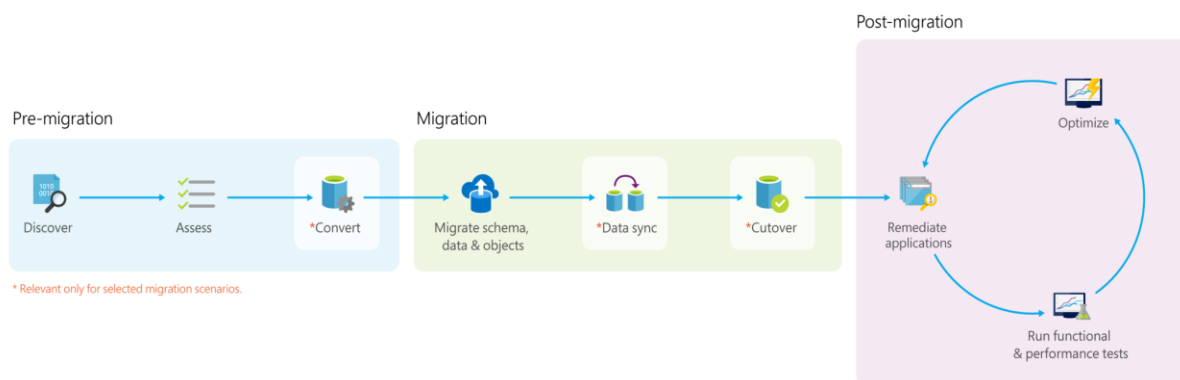 Post-migration
Pre-migration
Migration
Optimize
1010
Discover
Assess
*Convert
Migrate schema,
data & objects
*Data sync
*Cutover
Remediate
applications
* Relevant only for selected migration scenarios.
Run functional
& performance tests